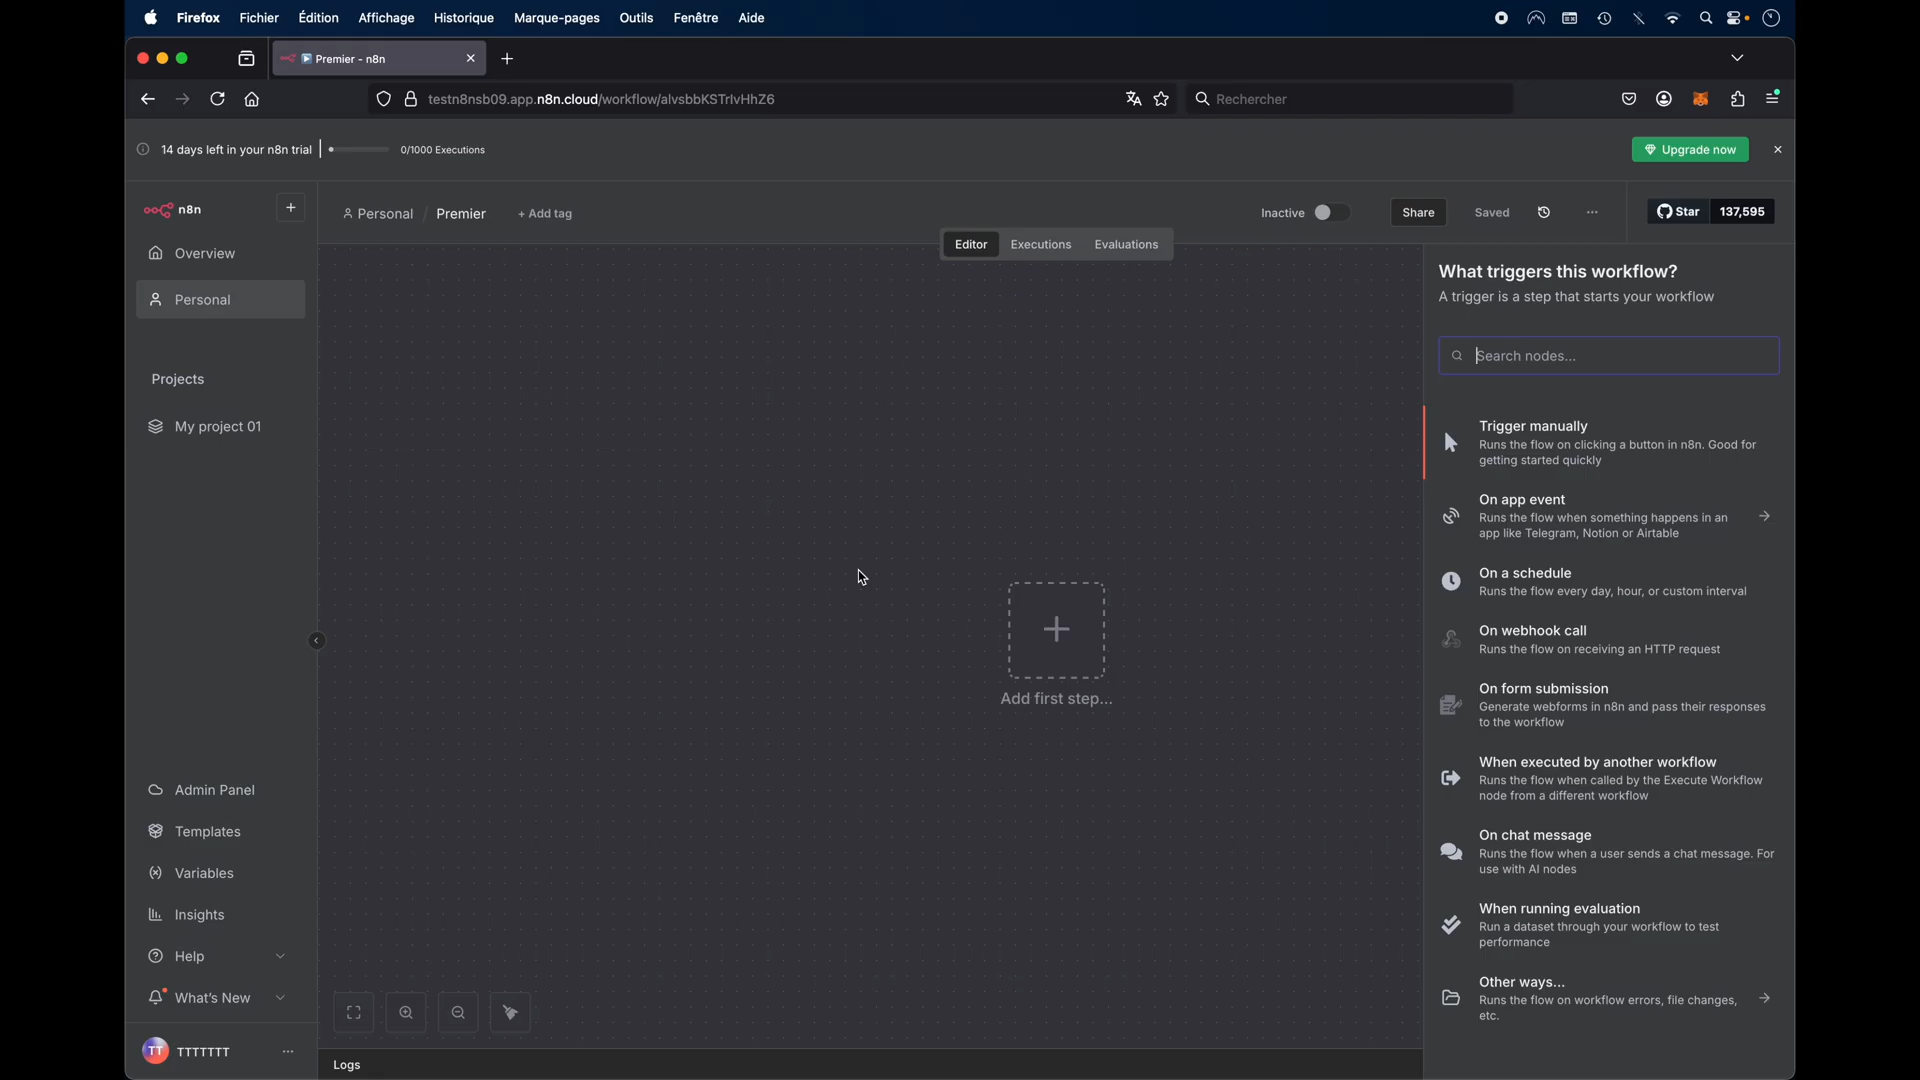 Firefox Fichier Édition Affichage Historique Marque-pages Outils Fenêtre Aide
Premier - n8n
testn8nsb09.app.n8n.cloud/workflow/alvsbbKSTrlvHhZ6
Rechercher
14 days left in your n8n trial
0/1000 Executions
Upgrade now
n8n
Personal / Premier + Add tag
Inactive
Share
Saved
Star 137,595
Editor Executions Evaluations
Overview
Personal
Projects
My project 01
Admin Panel
Templates
Variables
Insights
Help
What's New
TT TTTTTTT
Add first step...
Logs
What triggers this workflow?
A trigger is a step that starts your workflow
Search nodes...
Trigger manually
Runs the flow on clicking a button in n8n. Good for
getting started quickly
On app event
Runs the flow when something happens in an
app like Telegram, Notion or Airtable
On a schedule
Runs the flow every day, hour, or custom interval
On webhook call
Runs the flow on receiving an HTTP request
On form submission
Generate webforms in n8n and pass their responses
to the workflow
When executed by another workflow
Runs the flow when called by the Execute Workflow
node from a different workflow
On chat message
Runs the flow when a user sends a chat message. For
use with AI nodes
When running evaluation
Run a dataset through your workflow to test
performance
Other ways...
Runs the flow on workflow errors, file changes,
etc.